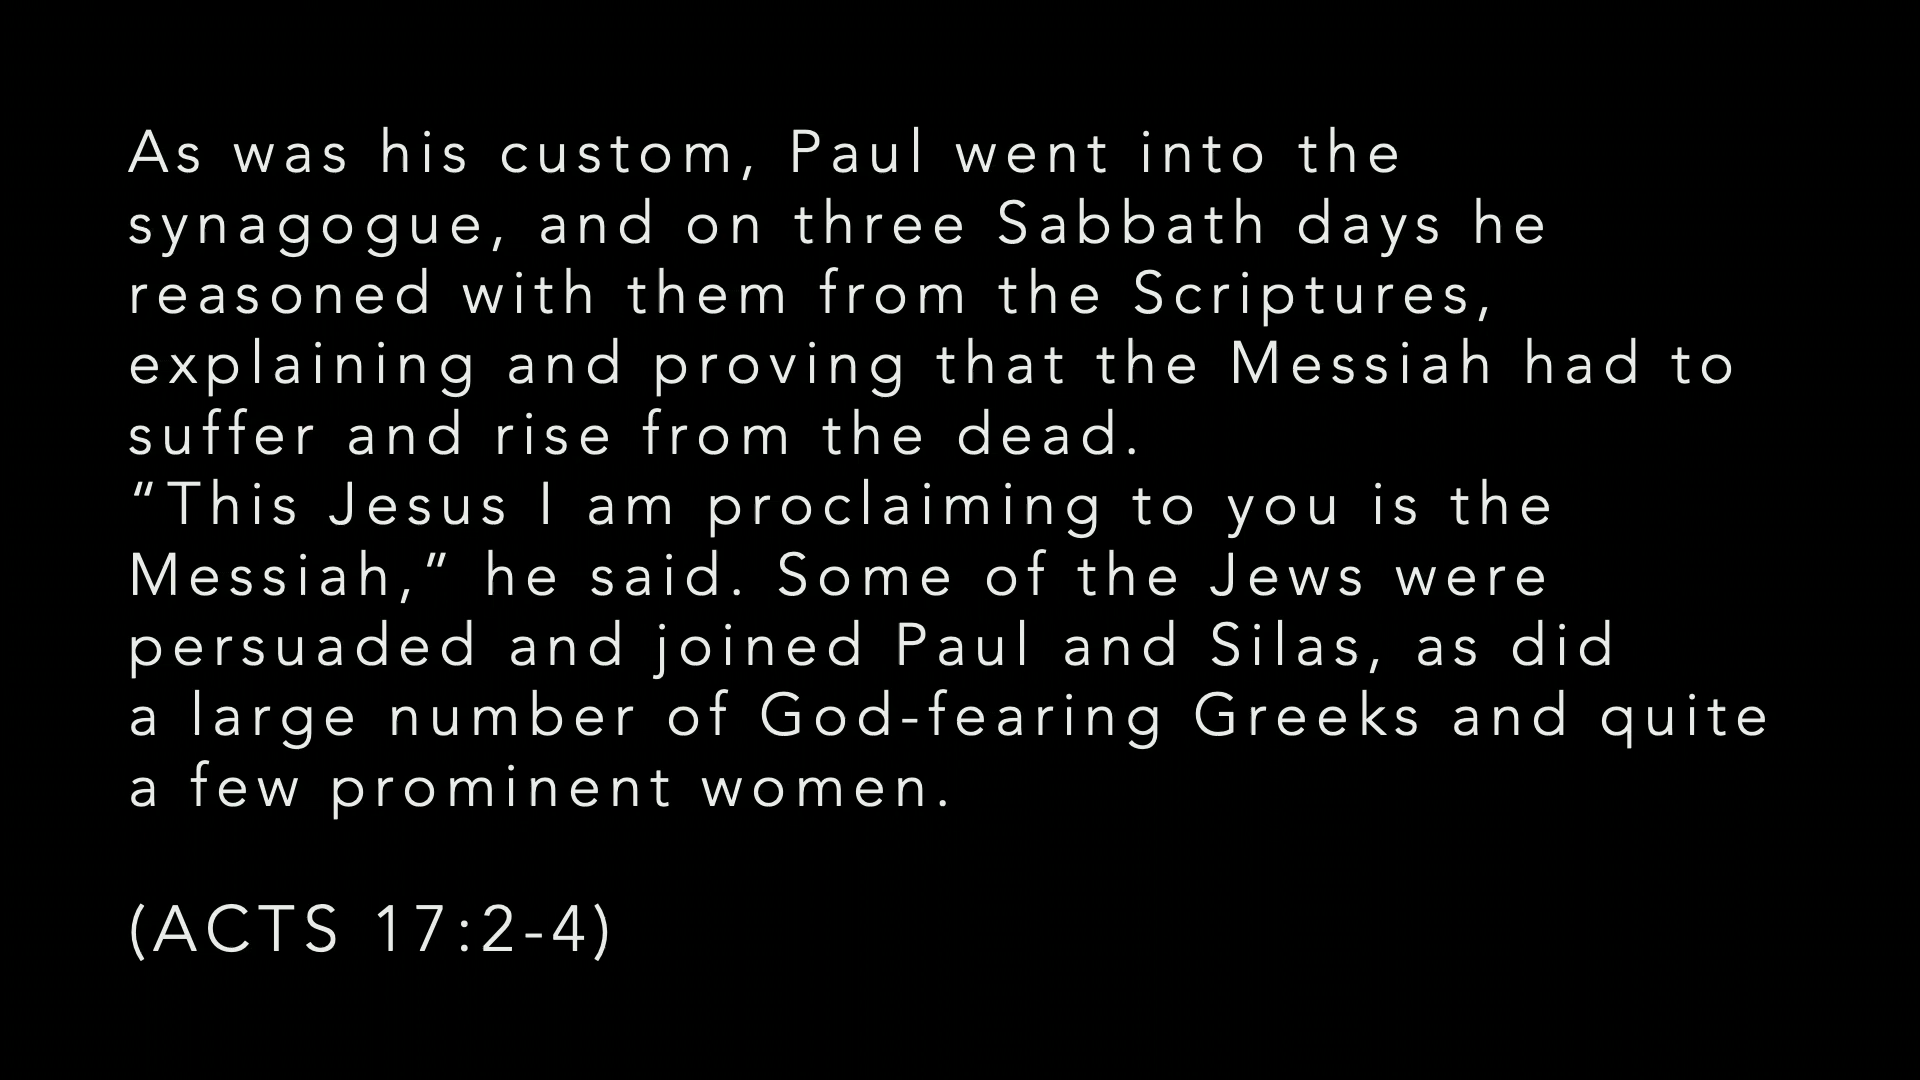 As was his custom, Paul went into the
synagogue, and on three Sabbath days he
reasoned with them from the Scriptures,
explaining and proving that the Messiah had to
suffer and rise from the dead.
“This Jesus I am proclaiming to you is the
Messiah,” he said. Some of the Jews were
persuaded and joined Paul and Silas, as did
a large number of God-fearing Greeks and quite
a few prominent women.
(ACTS 17:2-4)